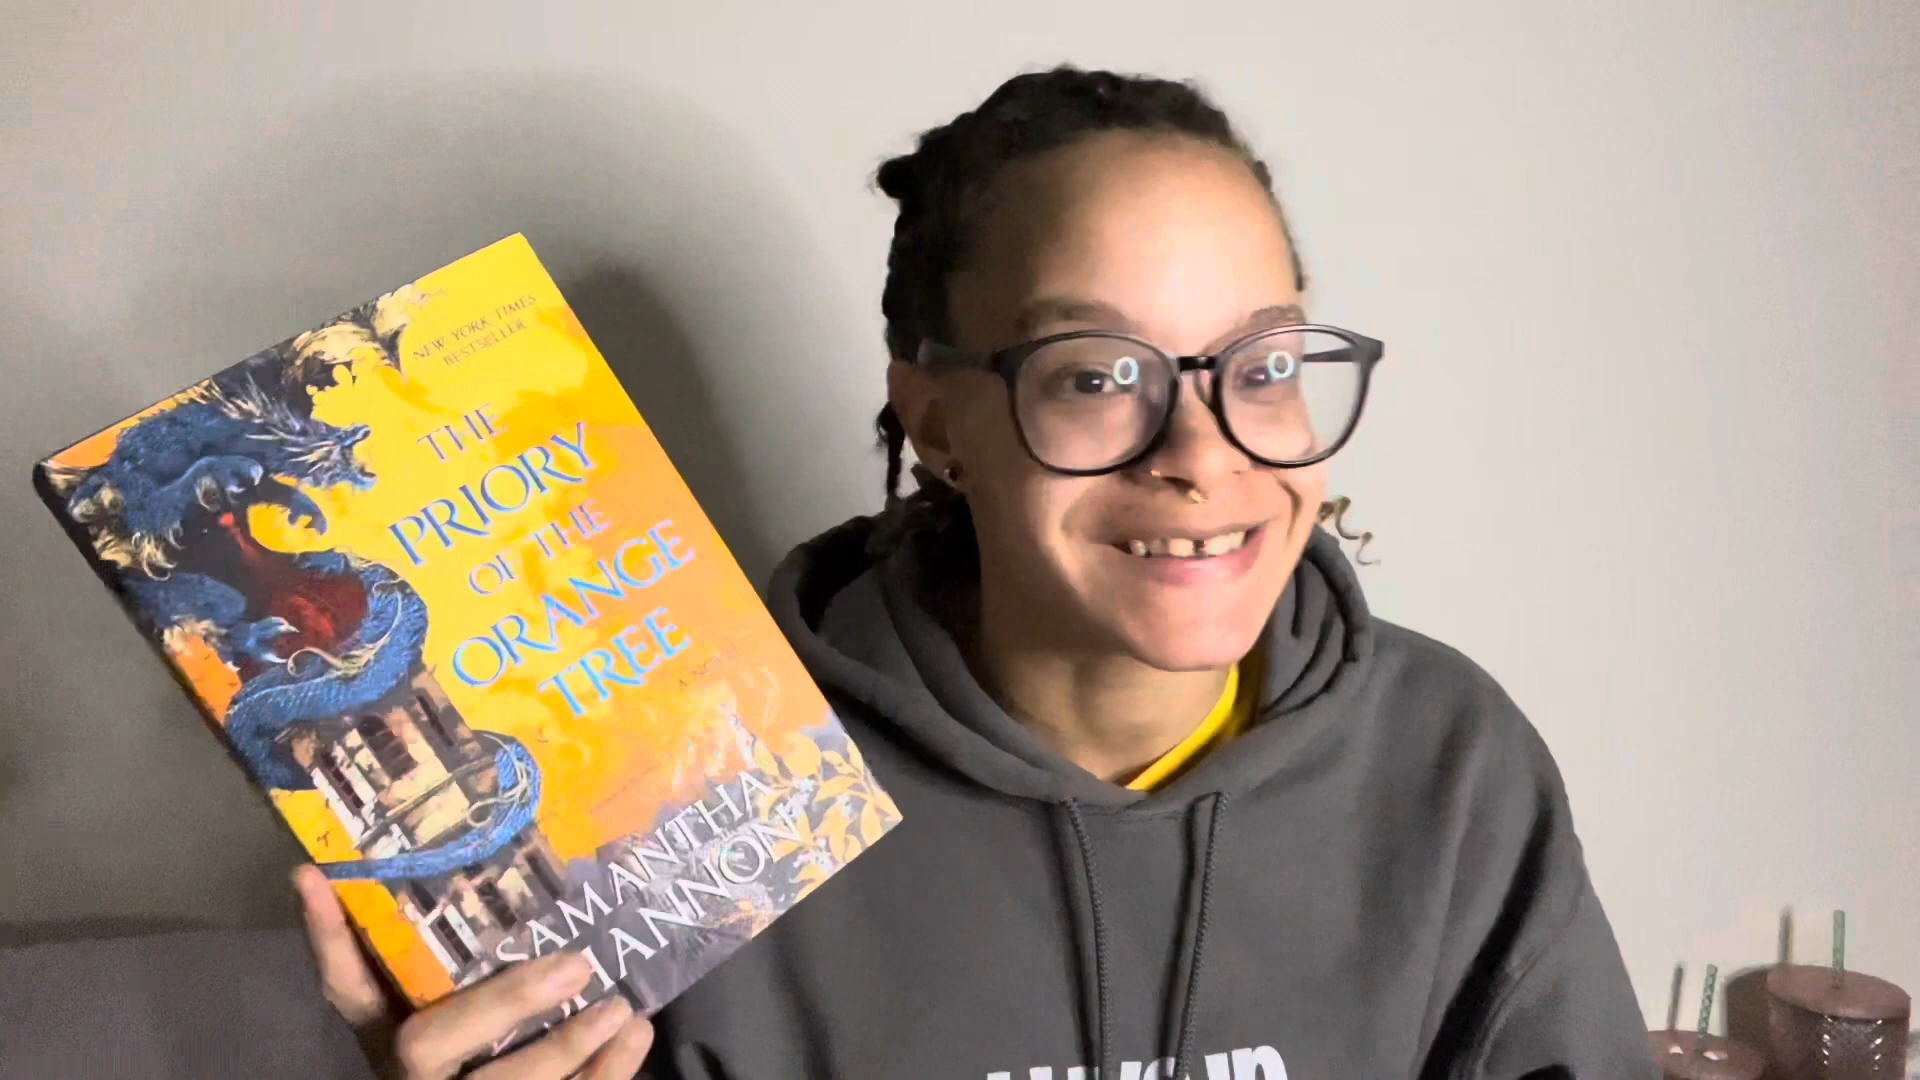 NEW YORK TIMES
BESTSELLER
THE
PRIORY
OF THE
ORANGE
TREE
A NOVEL
SAMANTHA
SHANNON